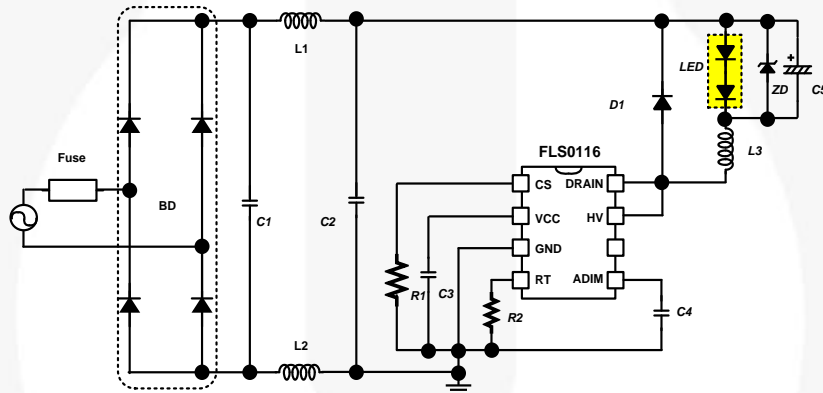 L1
LED
ZD
C5
D1
L3
Fuse
FLS0116
CS
DRAIN
VCC
HV
GND
RT
ADIM
BD
C1
C2
R1
C3
R2
C4
L2
+